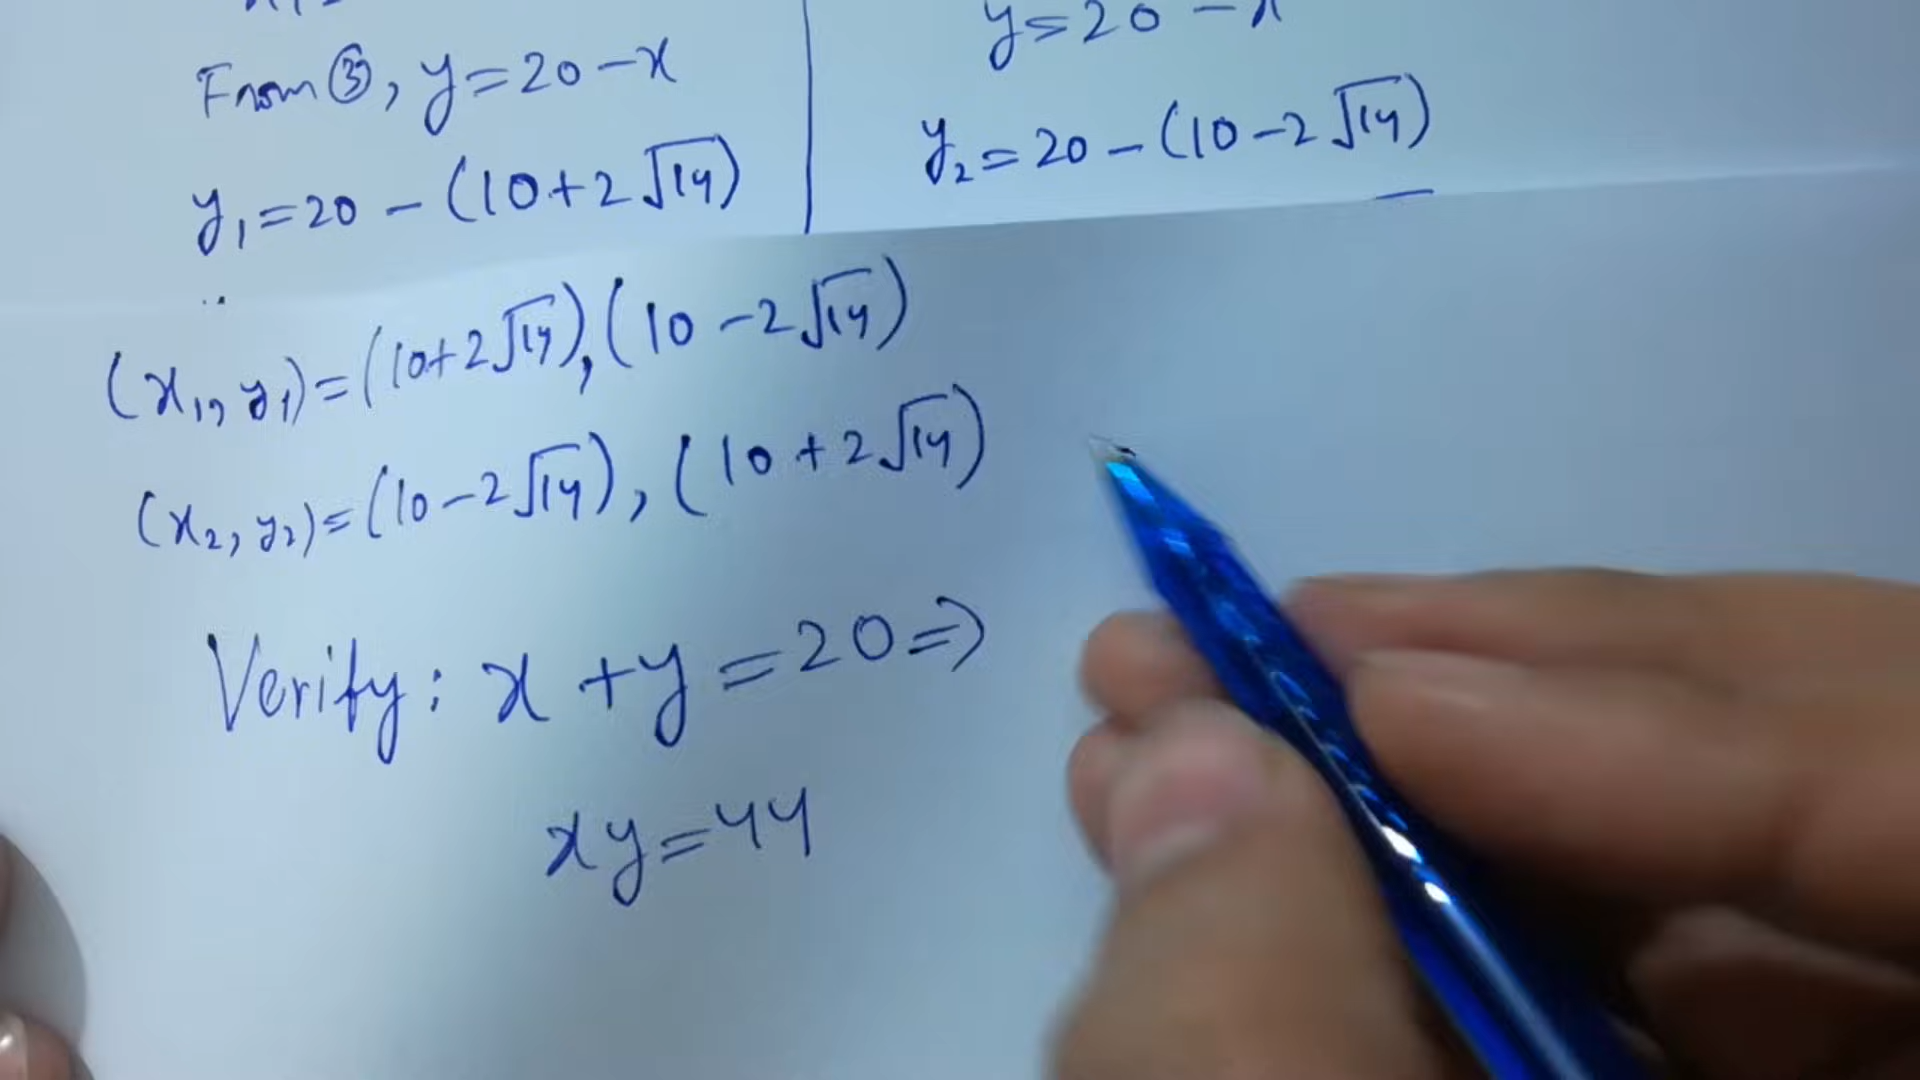 From ③, y=20-x
y₁=20-(10+2√14)
y=20-x
y₂=20-(10-2√14)
(x₁,y₁)=(10+2√14),(10-2√14)
(x₂,y₂)=(10-2√14),(10+2√14)
Verify: x+y=20⇒
xy=44